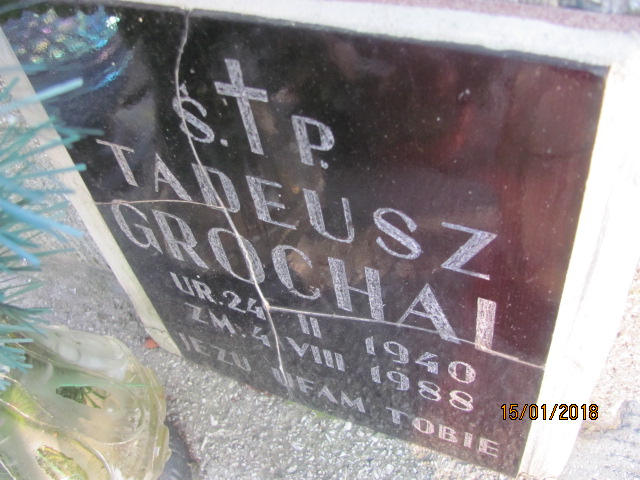 Ś. P.
TADEUSZ
GROCHAL
UR. 24 II 1940
ZM. 4 VIII 1988
JEZU UFAM TOBIE
15/01/2018